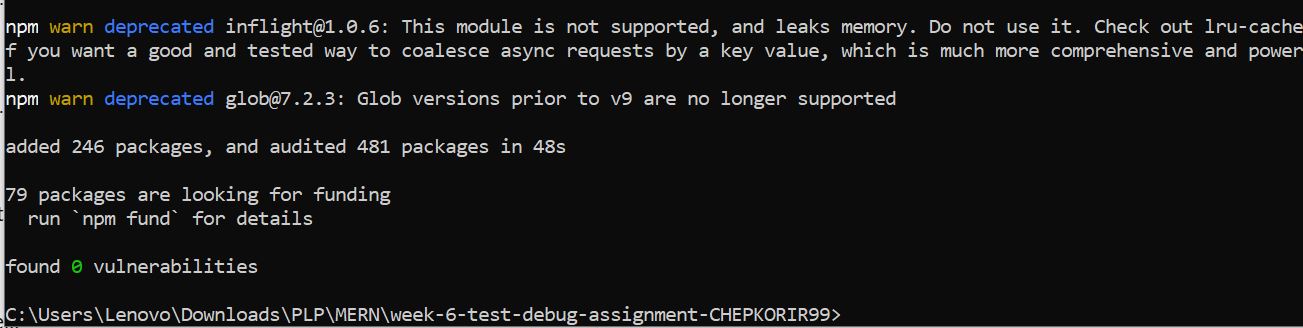 npm warn deprecated inflight@1.0.6: This module is not supported, and leaks memory. Do not use it. Check out lru-cache
f you want a good and tested way to coalesce async requests by a key value, which is much more comprehensive and power
l.
npm warn deprecated glob@7.2.3: Glob versions prior to v9 are no longer supported
added 246 packages, and audited 481 packages in 48s
79 packages are looking for funding
run `npm fund` for details
found 0 vulnerabilities
C:\Users\Lenovo\Downloads\PLP\MERN\week-6-test-debug-assignment-CHEPKORIR99>